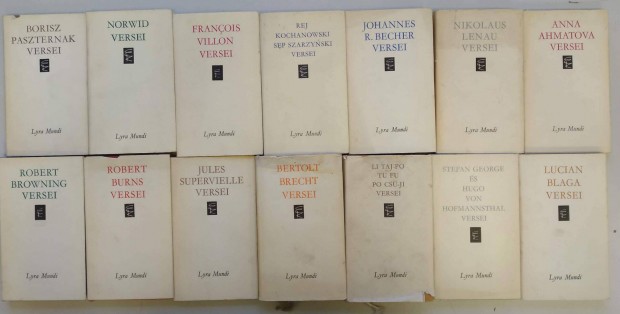 BORISZ
PASZTERNAK
VERSEI
Lyra Mundi
NORWID
VERSEI
Lyra Mundi
FRANÇOIS
VILLON
VERSEI
Lyra Mundi
REJ
KOCHANOWSKI
SĘP SZARZYŃSKI
VERSEI
Lyra Mundi
JOHANNES
R. BECHER
VERSEI
Lyra Mundi
NIKOLAUS
LENAU
VERSEI
Lyra Mundi
ANNA
AHMATOVA
VERSEI
Lyra Mundi
ROBERT
BROWNING
VERSEI
Lyra Mundi
ROBERT
BURNS
VERSEI
Lyra Mundi
JULES
SUPERVIELLE
VERSEI
Lyra Mundi
BERTOLT
BRECHT
VERSEI
Lyra Mundi
LI TAJ-PO
TU FU
PO CSÜ-JI
VERSEI
Lyra Mundi
STEFAN GEORGE
ÉS
HUGO
VON
HOFMANNSTHAL
VERSEI
Lyra Mundi
LUCIAN
BLAGA
VERSEI
Lyra Mundi